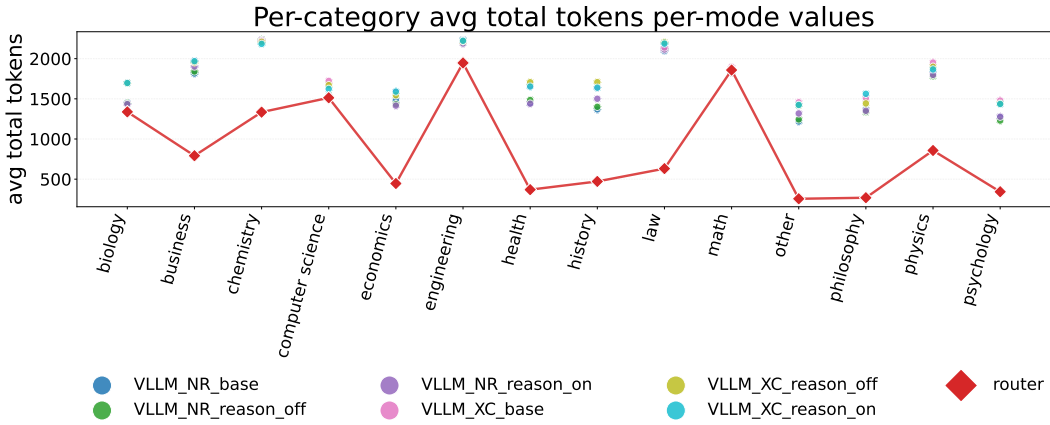 Per-category avg total tokens per-mode values
avg total tokens
2000
1500
1000
500
biology
business
chemistry
computer science
economics
engineering
health
history
law
math
other
philosophy
physics
psychology
VLLM_NR_base
VLLM_NR_reason_off
VLLM_NR_reason_on
VLLM_XC_base
VLLM_XC_reason_off
VLLM_XC_reason_on
router